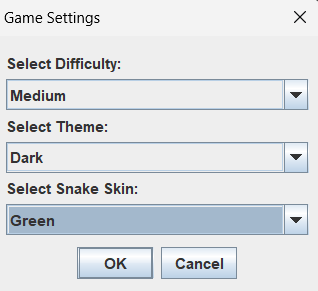 Game Settings
Select Difficulty:
Medium
Select Theme:
Dark
Select Snake Skin:
Green
OK Cancel